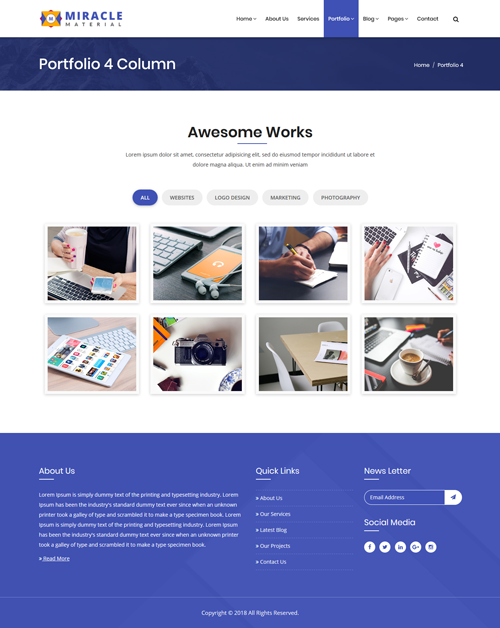 MIRACLE
MATERIAL
Home
About Us
Services
Portfolio
Blog
Pages
Contact
Portfolio 4 Column
Home / Portfolio 4
Awesome Works
Lorem ipsum dolor sit amet, consectetur adipisicing elit, sed do eiusmod tempor incididunt ut labore et
dolore magna aliqua. Ut enim ad minim veniam
ALL
WEBSITES
LOGO DESIGN
MARKETING
PHOTOGRAPHY
About Us
Lorem Ipsum is simply dummy text of the printing and typesetting industry. Lorem
Ipsum has been the industry's standard dummy text ever since when an unknown
printer took a galley of type and scrambled it to make a type specimen book. Lorem
Ipsum is simply dummy text of the printing and typesetting industry. Lorem Ipsum
has been the industry's standard dummy text ever since when an unknown printer
took a galley of type and scrambled it to make a type specimen book.
» Read More
Quick Links
» About Us
» Our Services
» Latest Blog
» Our Projects
» Contact Us
News Letter
Email Address
Social Media
Copyright © 2018 All Rights Reserved.